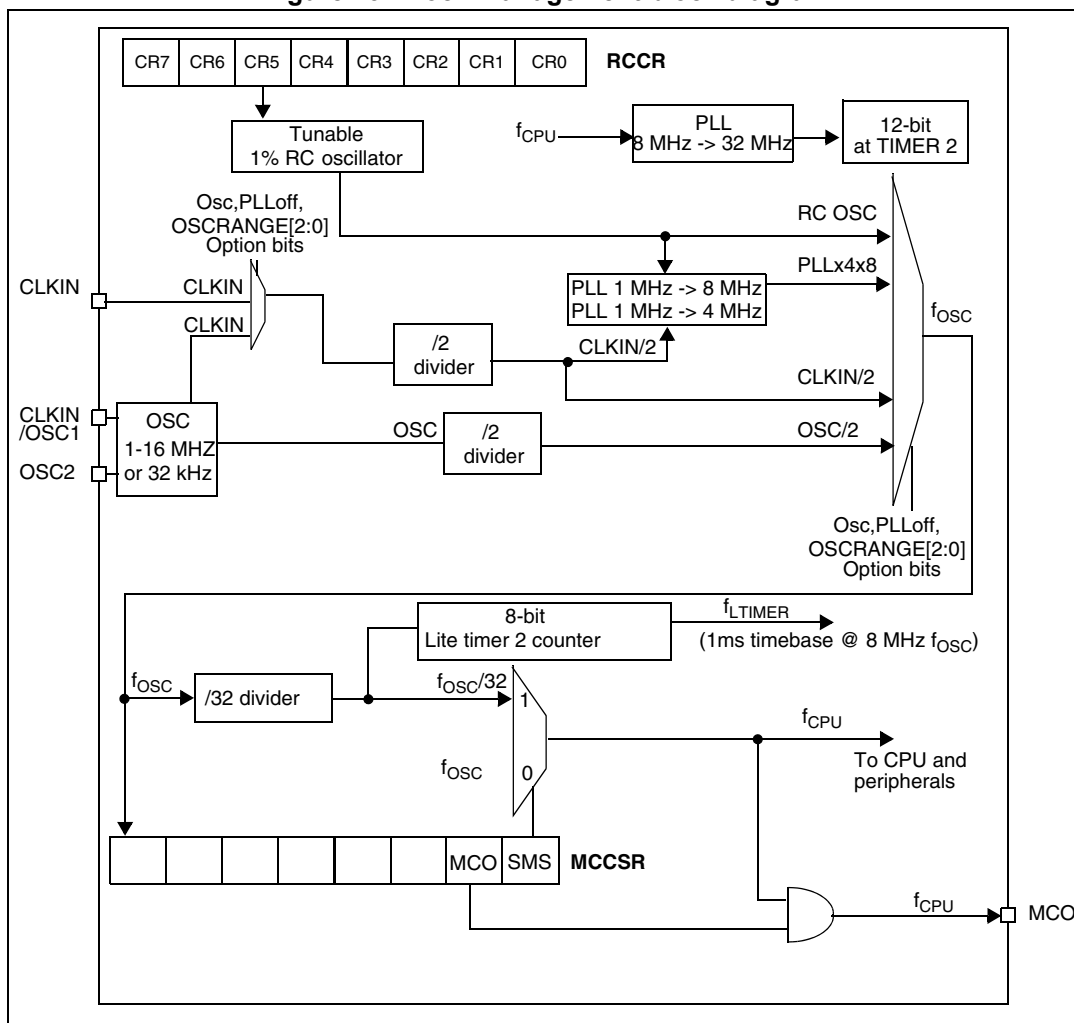 CR7 CR6 CR5 CR4 CR3 CR2 CR1 CR0 RCCR
Tunable
1% RC oscillator
fCPU
PLL
8 MHz -> 32 MHz
12-bit
at TIMER 2
Osc,PLLoff,
OSCRANGE[2:0]
Option bits
RC OSC
CLKIN
CLKIN
CLKIN
PLL 1 MHz -> 8 MHz
PLL 1 MHz -> 4 MHz
PLLx4x8
fOSC
/2
divider
CLKIN/2
CLKIN/2
CLKIN
/OSC1
OSC2
OSC
1-16 MHZ
or 32 kHz
OSC
/2
divider
OSC/2
Osc,PLLoff,
OSCRANGE[2:0]
Option bits
8-bit
Lite timer 2 counter
fLTIMER
(1ms timebase @ 8 MHz fOSC)
fOSC
/32 divider
fOSC/32
1
fOSC
0
fCPU
To CPU and
peripherals
MCO SMS MCCSR
fCPU
MCO